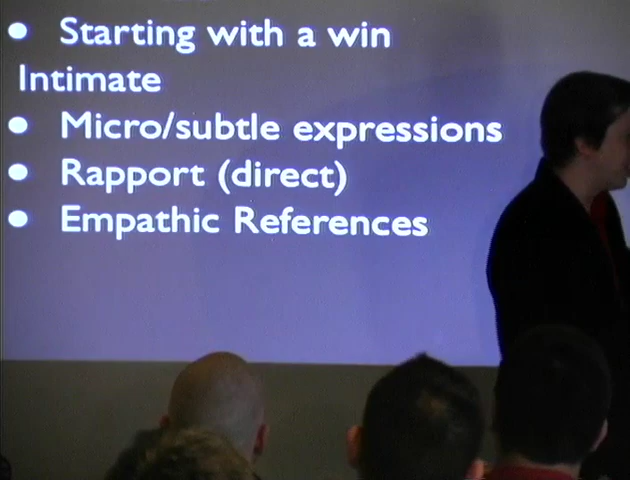 • Starting with a win
Intimate
• Micro/subtle expressions
• Rapport (direct)
• Empathic References